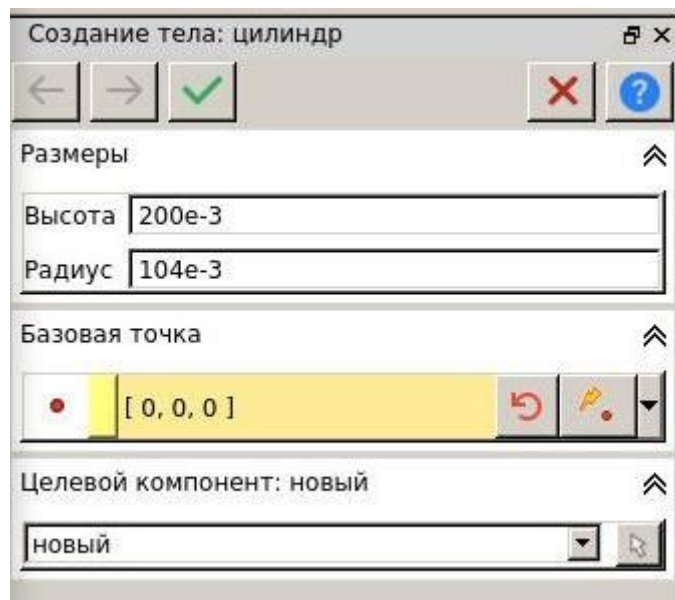 Создание тела: цилиндр
Размеры
Высота 200e-3
Радиус 104e-3
Базовая точка
[ 0, 0, 0 ]
Целевой компонент: новый
новый